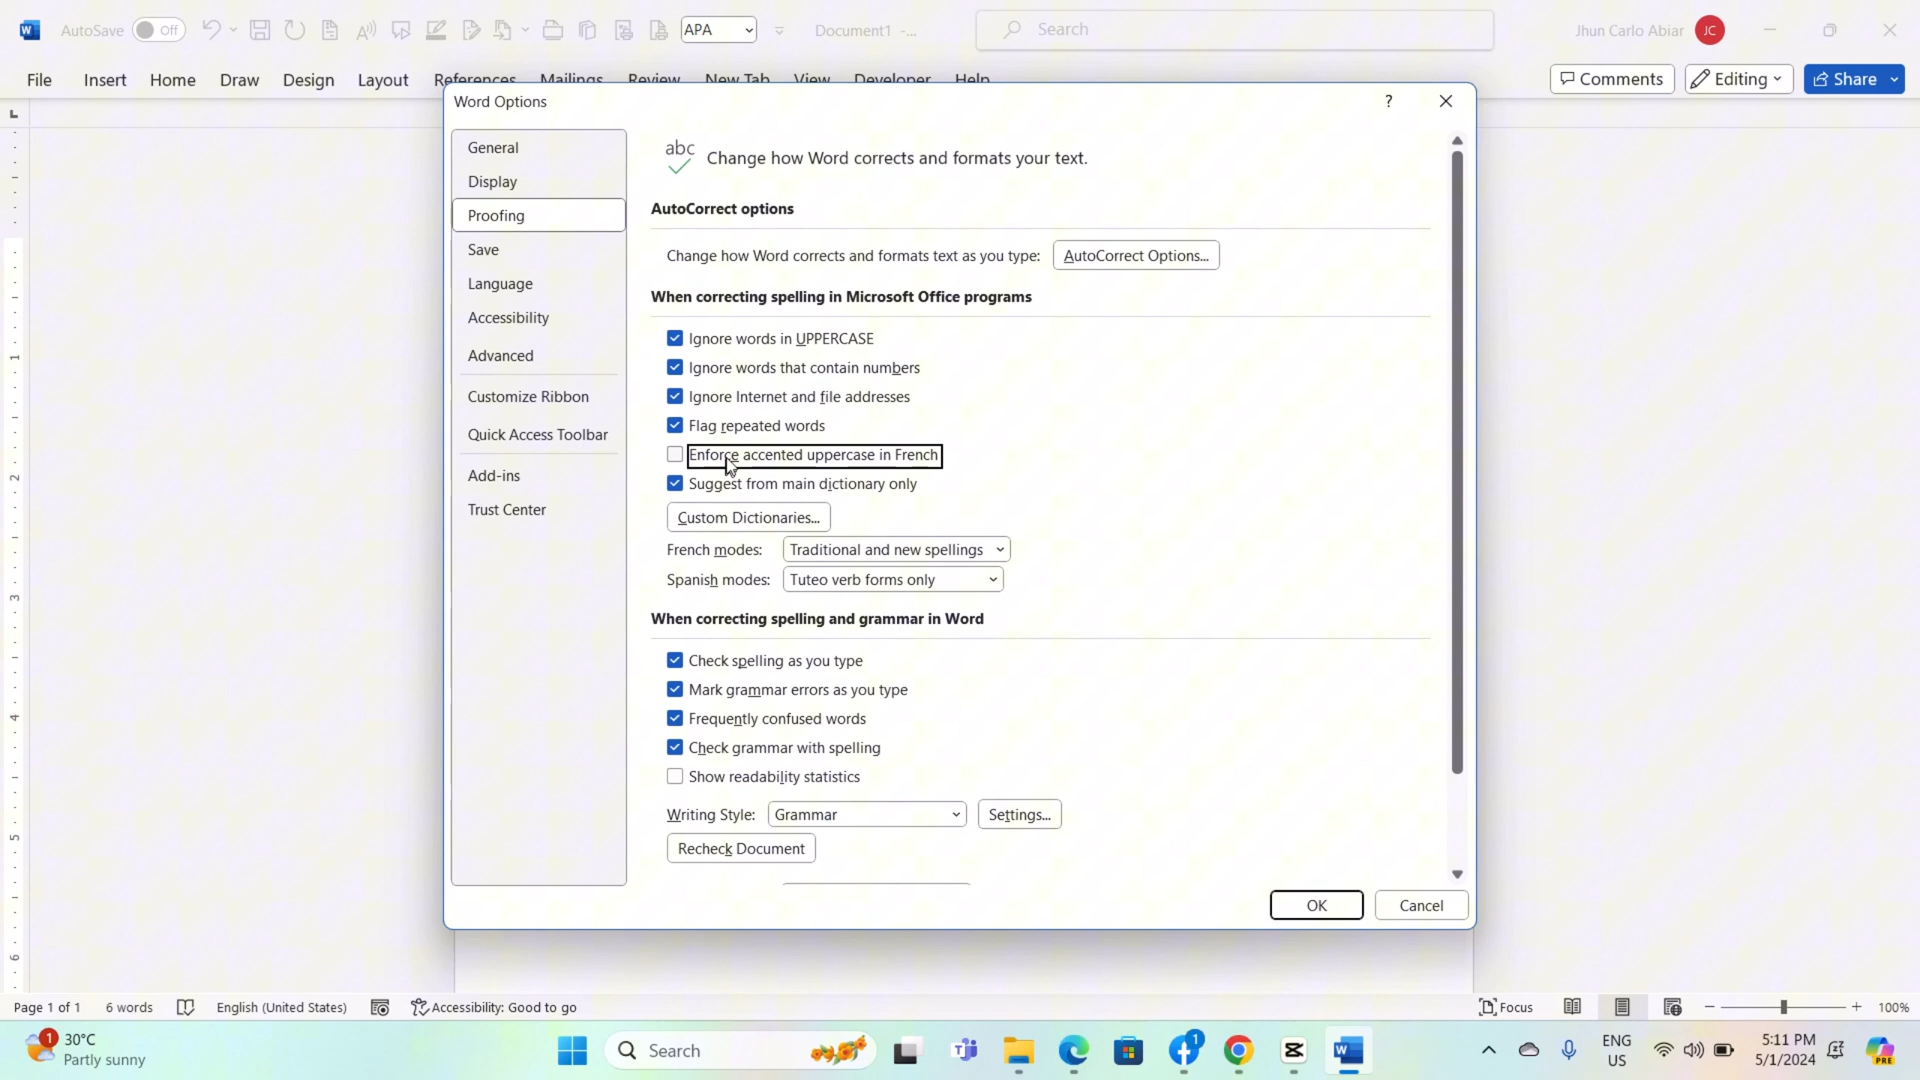 W AutoSave Off APA Document1 -... Search Jhun Carlo Abiar JC
File Insert Home Draw Design Layout References Mailings Review New Tab View Developer Help Comments Editing Share
Word Options ?
General
Display
Proofing
Save
Language
Accessibility
Advanced
Customize Ribbon
Quick Access Toolbar
Add-ins
Trust Center
abc Change how Word corrects and formats your text.
AutoCorrect options
Change how Word corrects and formats text as you type: AutoCorrect Options...
When correcting spelling in Microsoft Office programs
Ignore words in UPPERCASE
Ignore words that contain numbers
Ignore Internet and file addresses
Flag repeated words
Enforce accented uppercase in French
Suggest from main dictionary only
Custom Dictionaries...
French modes: Traditional and new spellings
Spanish modes: Tuteo verb forms only
When correcting spelling and grammar in Word
Check spelling as you type
Mark grammar errors as you type
Frequently confused words
Check grammar with spelling
Show readability statistics
Writing Style: Grammar Settings...
Recheck Document
OK Cancel
L
1
2
3
4
5
6
Page 1 of 1 6 words English (United States) Accessibility: Good to go Focus 100%
1 30°C
Partly sunny
Search
1
W
ENG
US
5:11 PM
5/1/2024
PRE